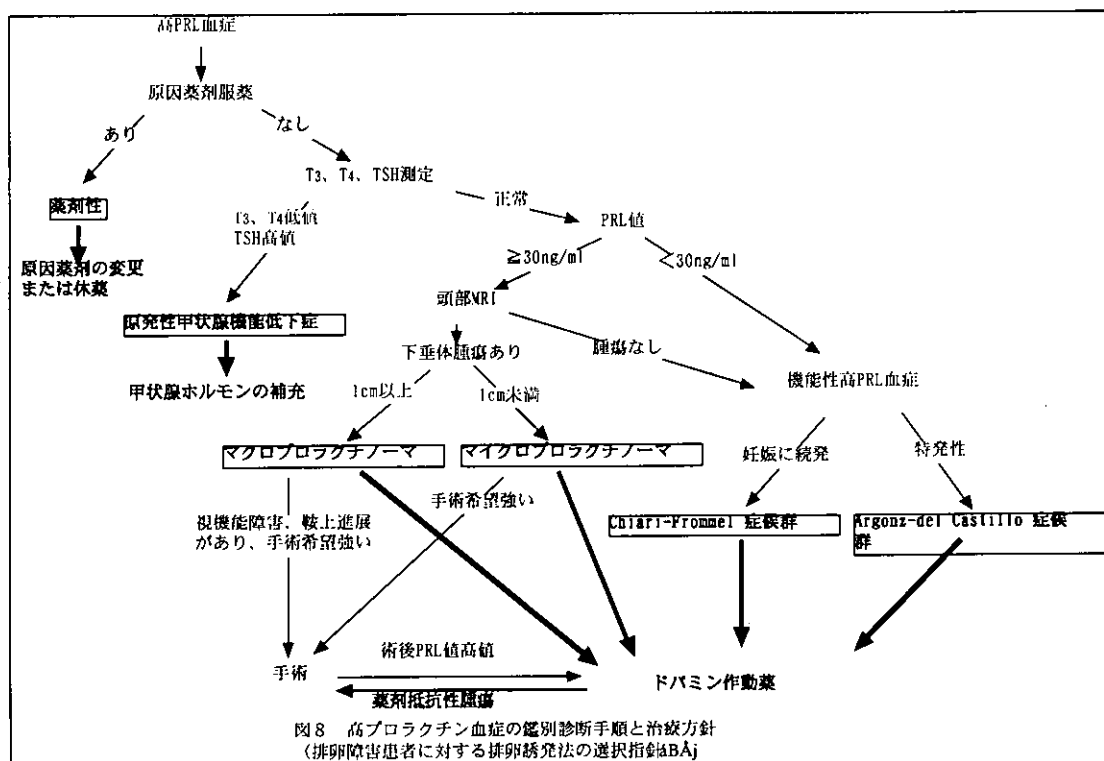 高PRL血症
原因薬剤服薬
あり
なし
T3、T4、TSH測定
薬剤性
T3、T4低値
TSH高値
正常
PRL値
原因薬剤の変更
または休薬
≧30ng/ml
<30ng/ml
頭部MRI
原発性甲状腺機能低下症
下垂体腫瘍あり
腫瘍なし
機能性高PRL血症
甲状腺ホルモンの補充
1cm以上
1cm未満
マクロプロラクチノーマ
マイクロプロラクチノーマ
妊娠に続発
特発性
視機能障害、鞍上進展
があり、手術希望強い
手術希望強い
Chiari-Frommel 症候群
Argonz-del Castillo 症候
群
手術
術後PRL値高値
薬剤抵抗性腫瘍
ドパミン作動薬
図8 高プロラクチン血症の鑑別診断手順と治療方針
(排卵障害患者に対する排卵誘発法の選択指針BÅj